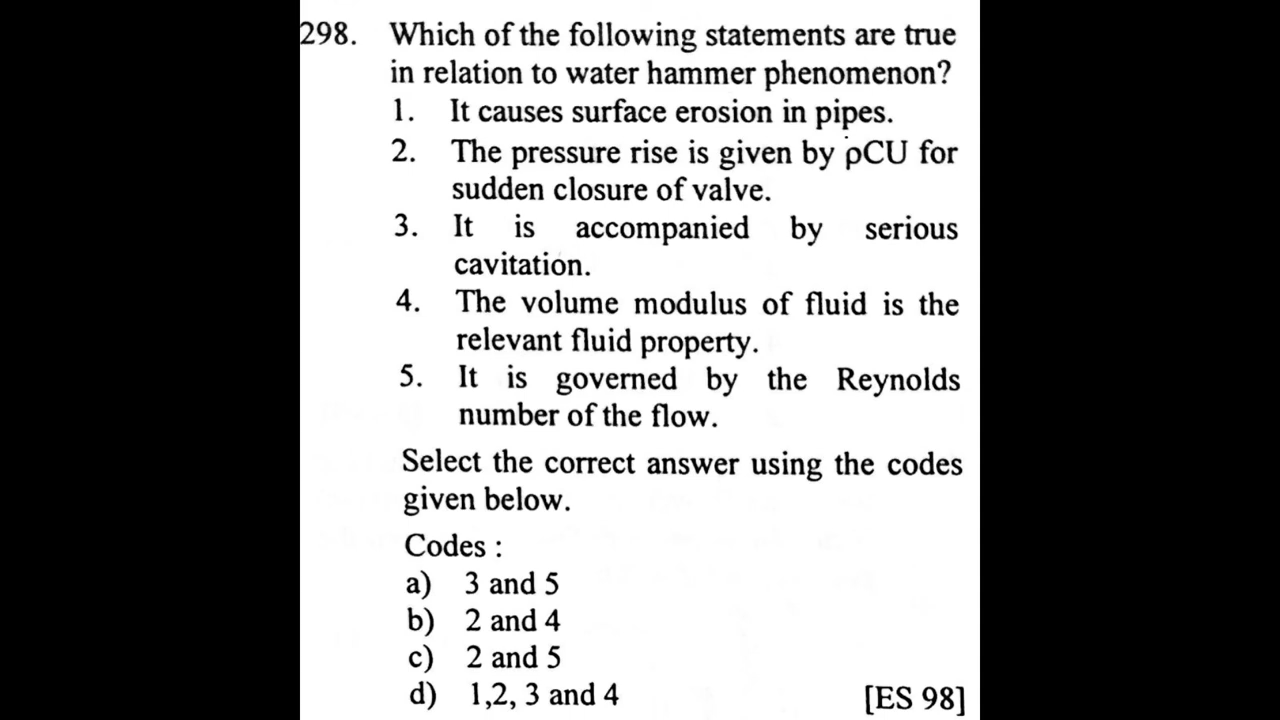 298. Which of the following statements are true
in relation to water hammer phenomenon?
1. It causes surface erosion in pipes.
2. The pressure rise is given by ρCU for
sudden closure of valve.
3. It is accompanied by serious
cavitation.
4. The volume modulus of fluid is the
relevant fluid property.
5. It is governed by the Reynolds
number of the flow.
Select the correct answer using the codes
given below.
Codes :
a) 3 and 5
b) 2 and 4
c) 2 and 5
d) 1,2, 3 and 4 [ES 98]